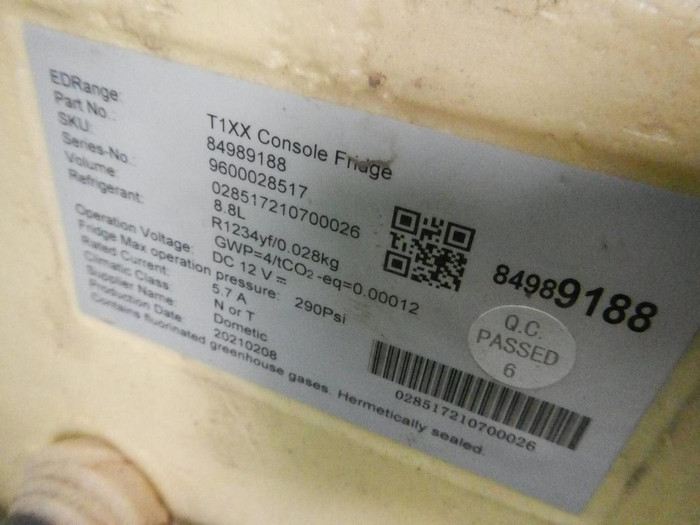 EDRange: T1XX Console Fridge
Part No.: 84989188
SKU: 9600028517
Series-No.: 028517210700026
Volume: 8.8L
Refrigerant: R1234yf/0.028kg
GWP=4/tCO2-eq=0.00012
Operation Voltage: DC 12 V
Fridge Max operation pressure: 290Psi
Rated Current: 5.7 A
Climatic Class: N or T
Supplier Name: Dometic
Production Date: 20210208
Contains fluorinated greenhouse gases. Hermetically sealed.
84989188
Q.C.
PASSED
6
028517210700026